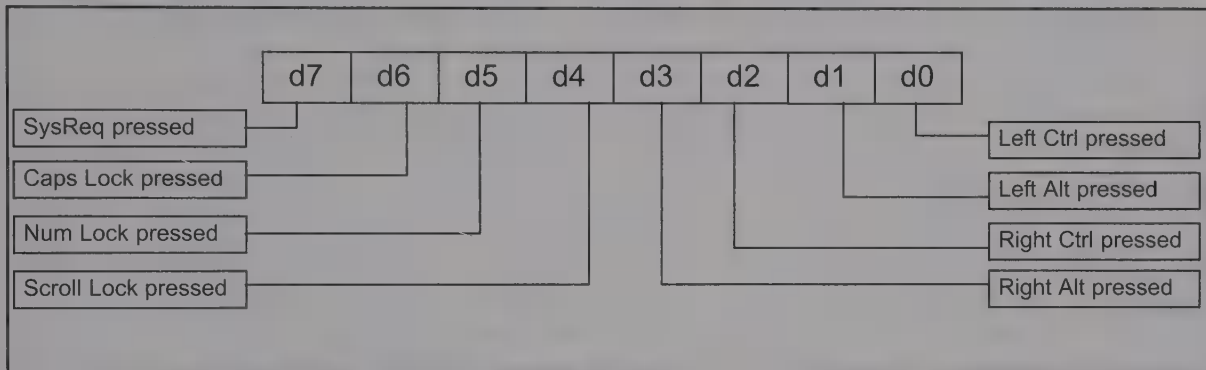 d7 d6 d5 d4 d3 d2 d1 d0
SysReq pressed
Caps Lock pressed
Num Lock pressed
Scroll Lock pressed
Left Ctrl pressed
Left Alt pressed
Right Ctrl pressed
Right Alt pressed